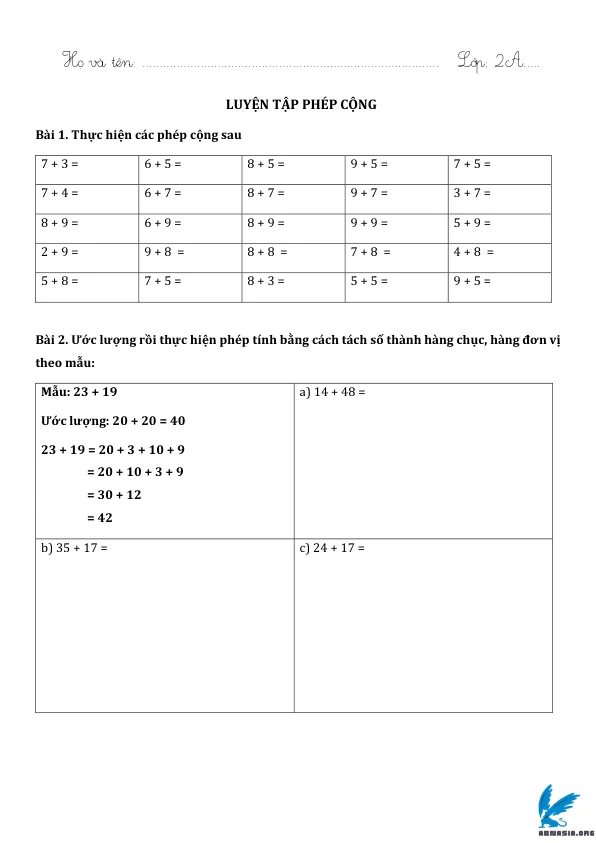 Họ và tên: ........................................................................................ Lớp: 2A.....
LUYỆN TẬP PHÉP CỘNG
Bài 1. Thực hiện các phép cộng sau
7 + 3 = 6 + 5 = 8 + 5 = 9 + 5 = 7 + 5 =
7 + 4 = 6 + 7 = 8 + 7 = 9 + 7 = 3 + 7 =
8 + 9 = 6 + 9 = 8 + 9 = 9 + 9 = 5 + 9 =
2 + 9 = 9 + 8 = 8 + 8 = 7 + 8 = 4 + 8 =
5 + 8 = 7 + 5 = 8 + 3 = 5 + 5 = 9 + 5 =
Bài 2. Ước lượng rồi thực hiện phép tính bằng cách tách số thành hàng chục, hàng đơn vị
theo mẫu:
Mẫu: 23 + 19
Ước lượng: 20 + 20 = 40
23 + 19 = 20 + 3 + 10 + 9
= 20 + 10 + 3 + 9
= 30 + 12
= 42
a) 14 + 48 =
b) 35 + 17 =
c) 24 + 17 =
ABNASIA.ORG